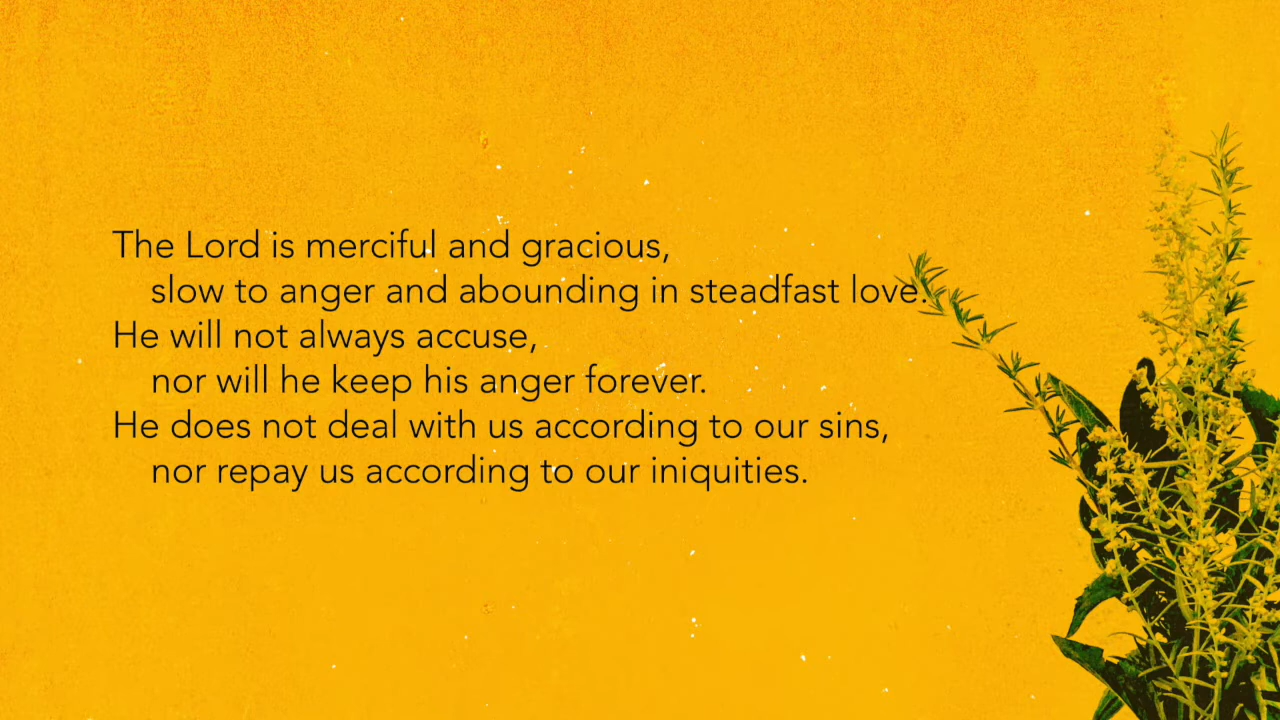 The Lord is merciful and gracious,
slow to anger and abounding in steadfast love.
He will not always accuse,
nor will he keep his anger forever.
He does not deal with us according to our sins,
nor repay us according to our iniquities.